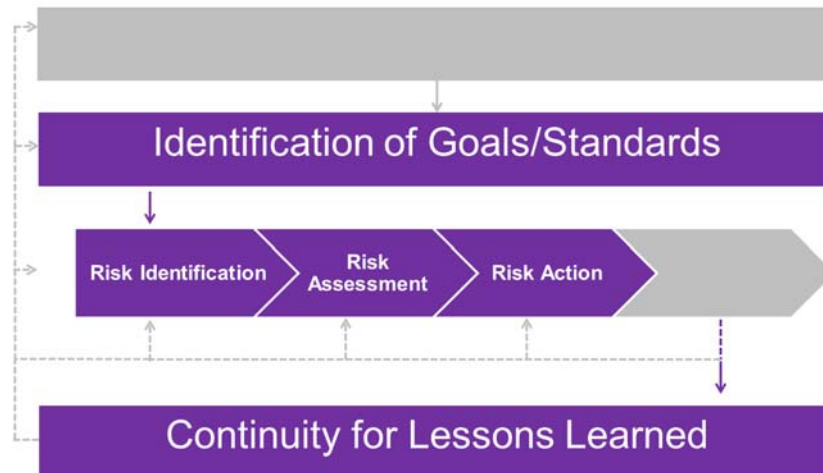 Identification of Goals/Standards
Risk Identification
Risk
Assessment
Risk Action
Continuity for Lessons Learned